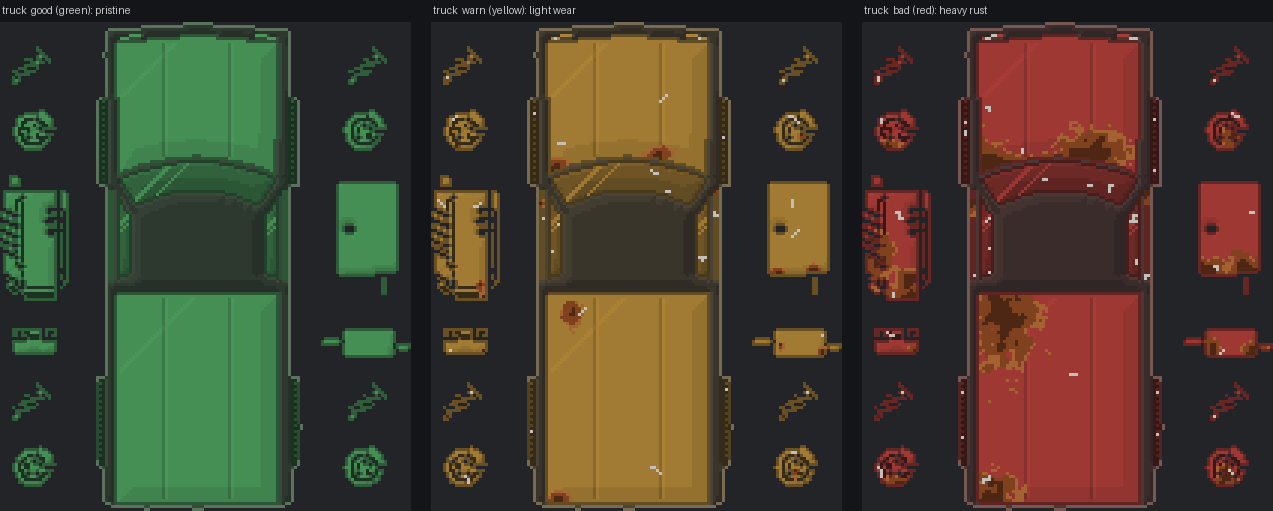 truck good (green): pristine
truck warn (yellow): light wear
truck bad (red): heavy rust